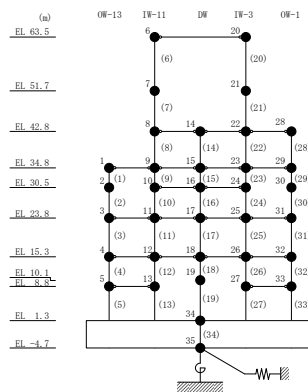 (m) OW-13 IW-11 DW IW-3 OW-1
EL 63.5 6 20
(6) (20)
EL 51.7 7 21
(7) (21)
EL 42.8 8 14 22 28
(8) (14) (22) (28)
EL 34.8 1 9 15 23 29
(1) (9) (15) (23) (29)
EL 30.5 2 10 16 24 30
(2) (10) (16) (24) (30)
EL 23.8 3 11 17 25 31
(3) (11) (17) (25) (31)
EL 15.3 4 12 18 26 32
(4) (12) (18) (26) (32)
EL 10.1 19
EL 8.8 5 13 27 33
(5) (13) (19) (27) (33)
EL 1.3 34
(34)
EL -4.7 35